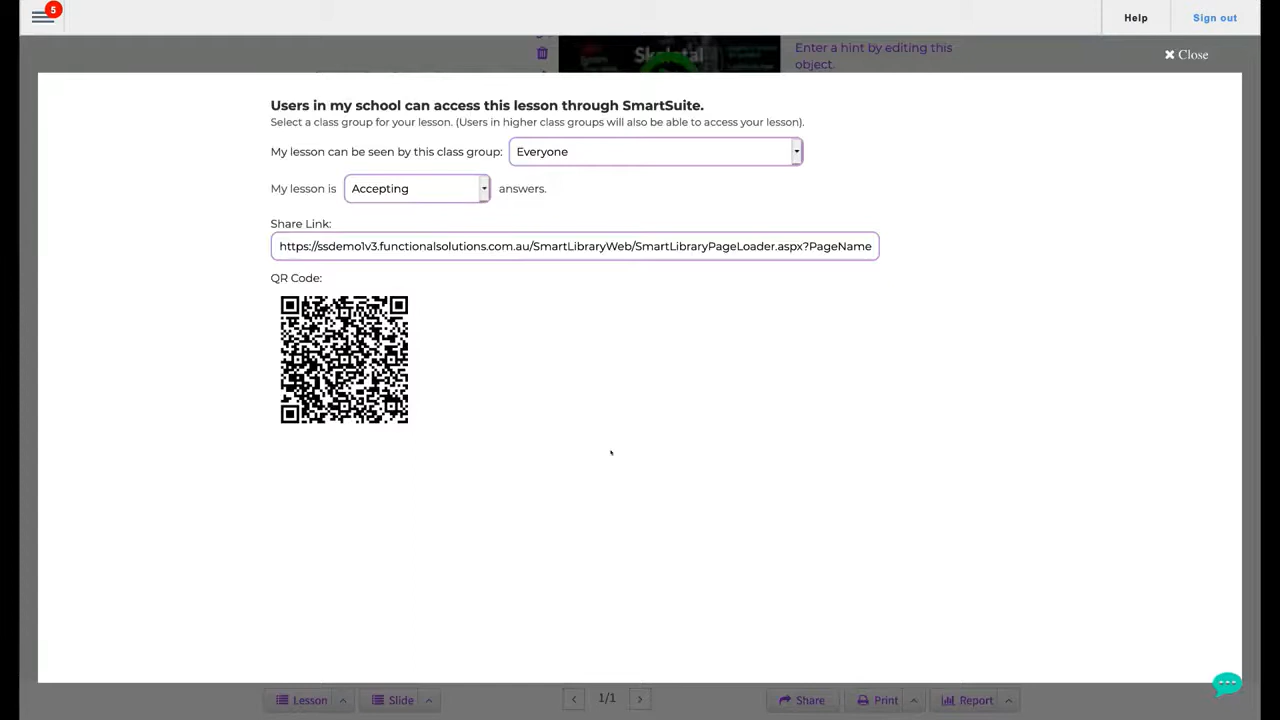 5
Help
Sign out
Skeletal
Enter a hint by editing this
object.
✖ Close
Users in my school can access this lesson through SmartSuite.
Select a class group for your lesson. (Users in higher class groups will also be able to access your lesson).
My lesson can be seen by this class group: Everyone
My lesson is Accepting answers.
Share Link:
https://ssdemo1v3.functionalsolutions.com.au/SmartLibraryWeb/SmartLibraryPageLoader.aspx?PageName
QR Code:
Lesson
Slide
< 1/1 >
Share
Print
Report